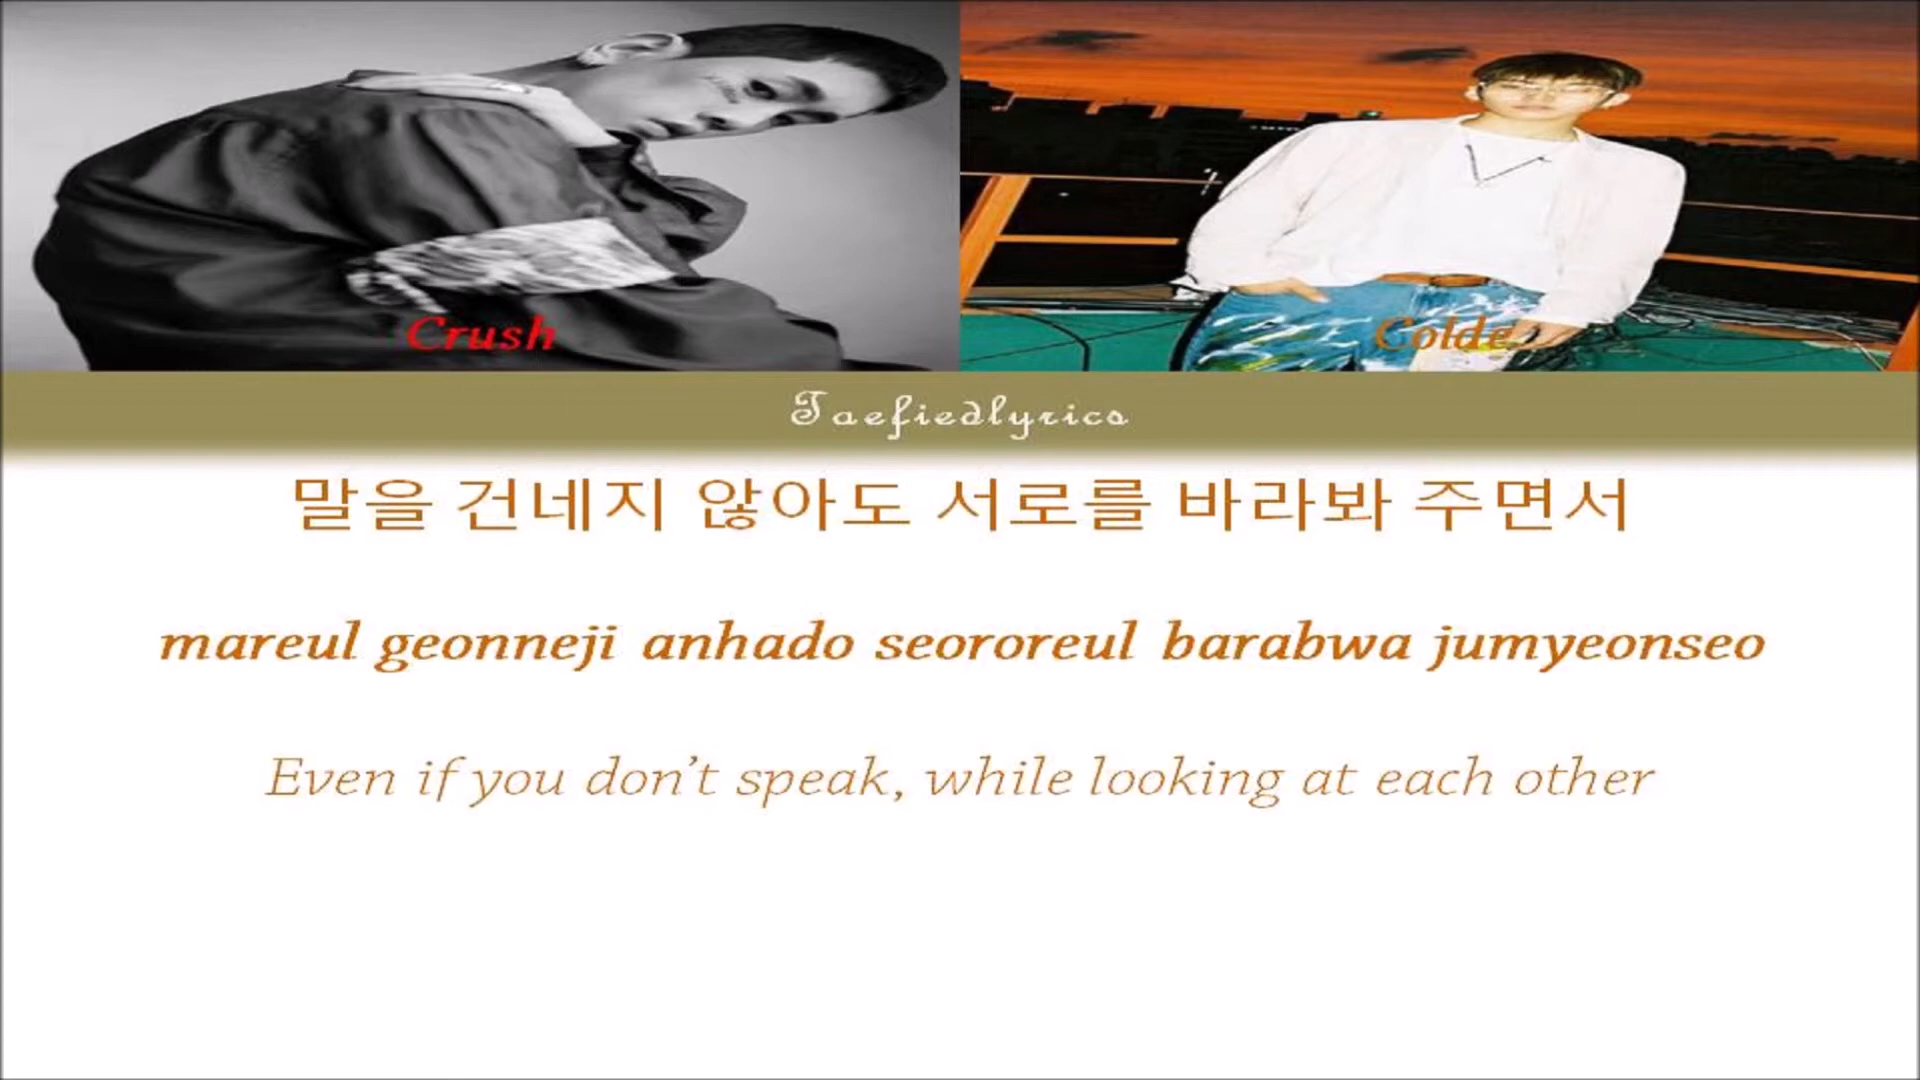 Crush
Colde
Taefiedlyrics
말을 건네지 않아도 서로를 바라봐 주면서
mareul geonneji anhado seororeul barabwa jumyeonseo
Even if you don’t speak, while looking at each other